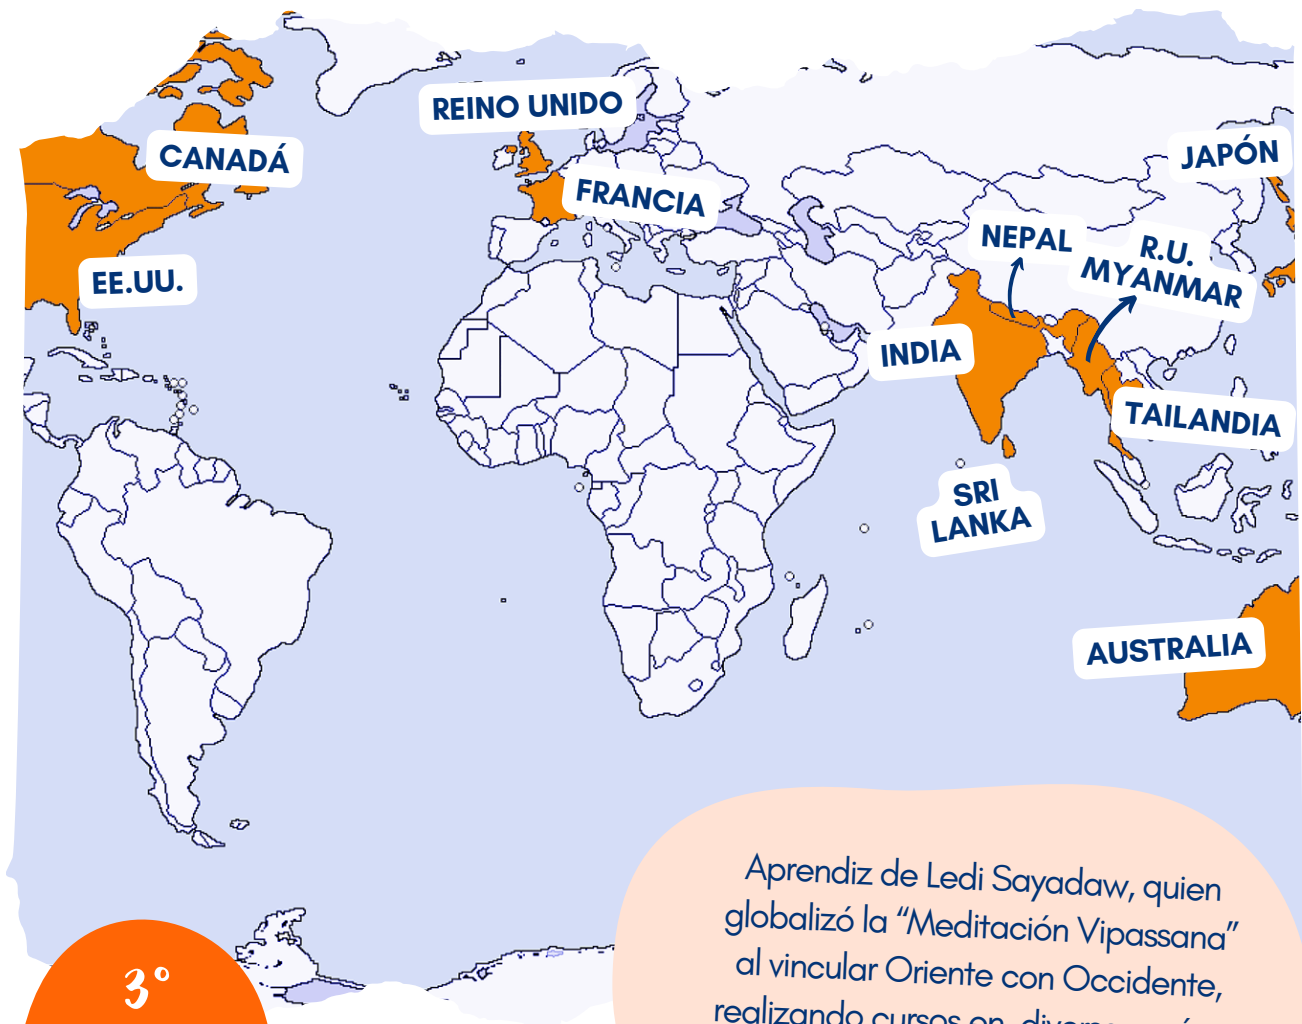 REINO UNIDO
CANADÁ
JAPÓN
FRANCIA
NEPAL
R.U.
MYANMAR
EE.UU.
INDIA
TAILANDIA
SRI
LANKA
AUSTRALIA
Aprendiz de Ledi Sayadaw, quien
globalizó la “Meditación Vipassana”
al vincular Oriente con Occidente,
realizando cursos en
3°